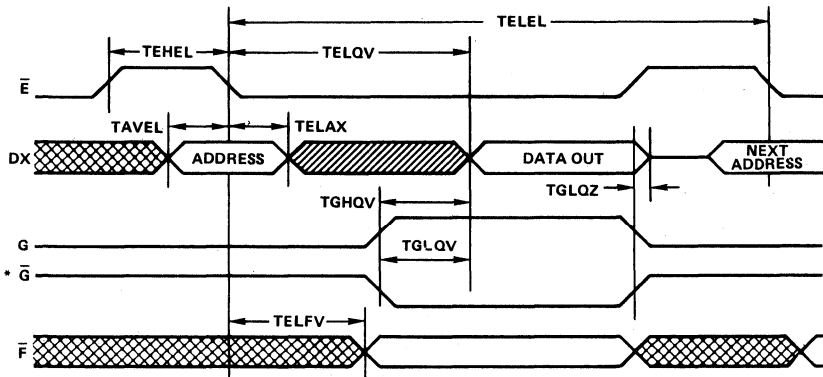 TELEL
TEHEL
TELQV
E̅
TAVEL
TELAX
DX
ADDRESS
DATA OUT
NEXT
ADDRESS
TGHQV
TGLQZ
G
TGLQV
* G̅
TELFV
F̅